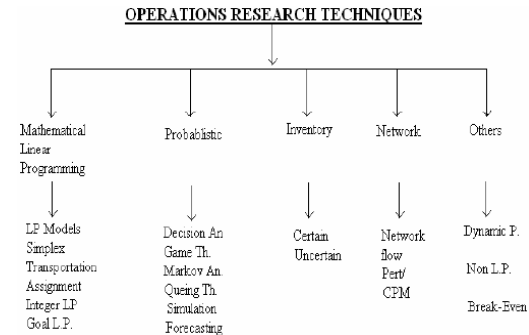 OPERATIONS RESEARCH TECHNIQUES
Mathematical
Linear
Programming
Probablistic
Inventory
Network
Others
LP Models
Simplex
Transportation
Assignment
Integer LP
Goal L.P.
Decision An
Game Th.
Markov An.
Queing Th.
Simulation
Forecasting
Certain
Uncertain
Network
flow
Pert/
CPM
Dynamic P.
Non L.P.
Break-Even